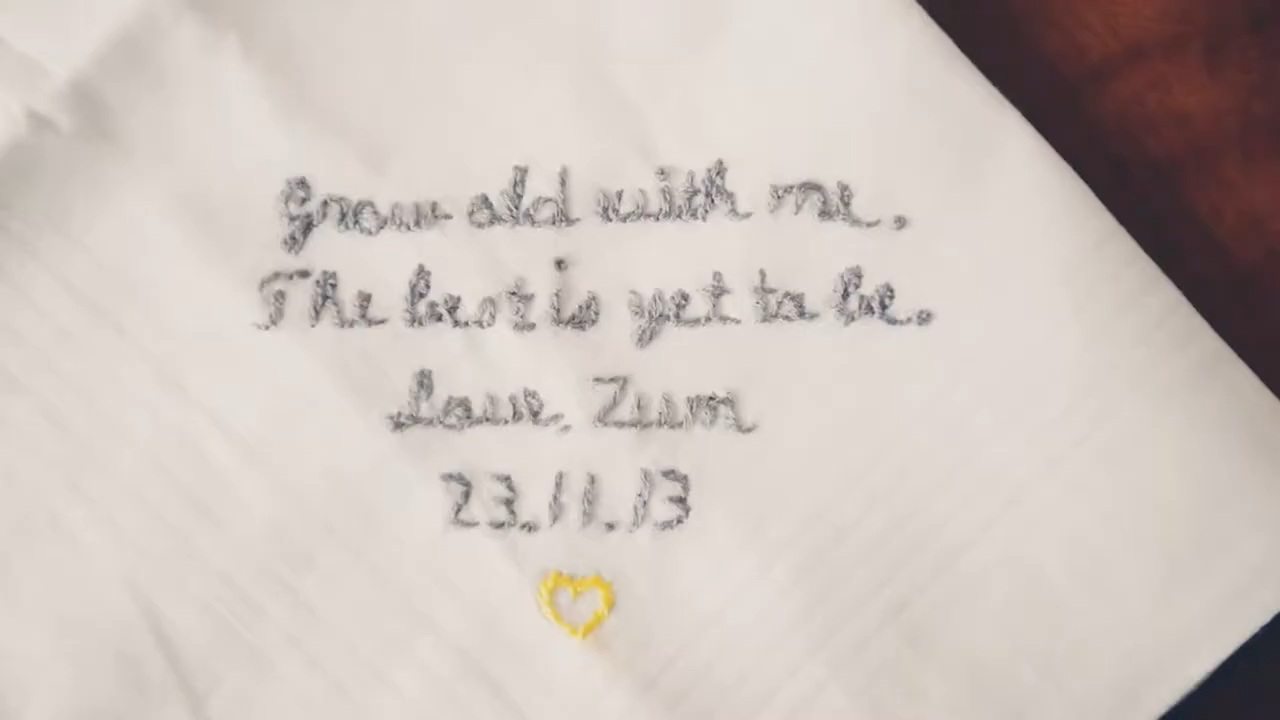 Grow old with me,
The best is yet to be.
Love, Zum
23.11.13